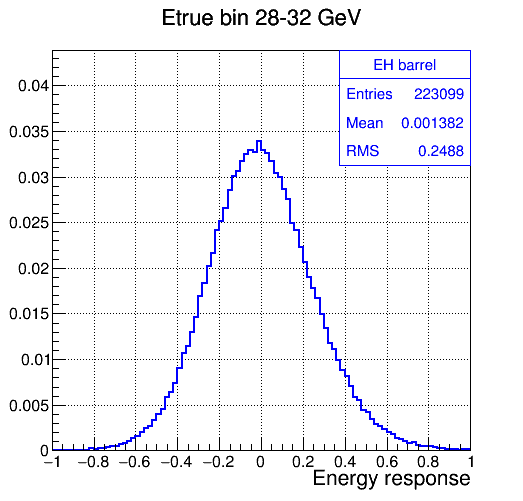 Etrue bin 28-32 GeV
EH barrel
Entries 223099
Mean 0.001382
RMS 0.2488
0.04
0.035
0.03
0.025
0.02
0.015
0.01
0.005
0
−1 −0.8 −0.6 −0.4 −0.2 0 0.2 0.4 0.6 0.8 1
Energy response